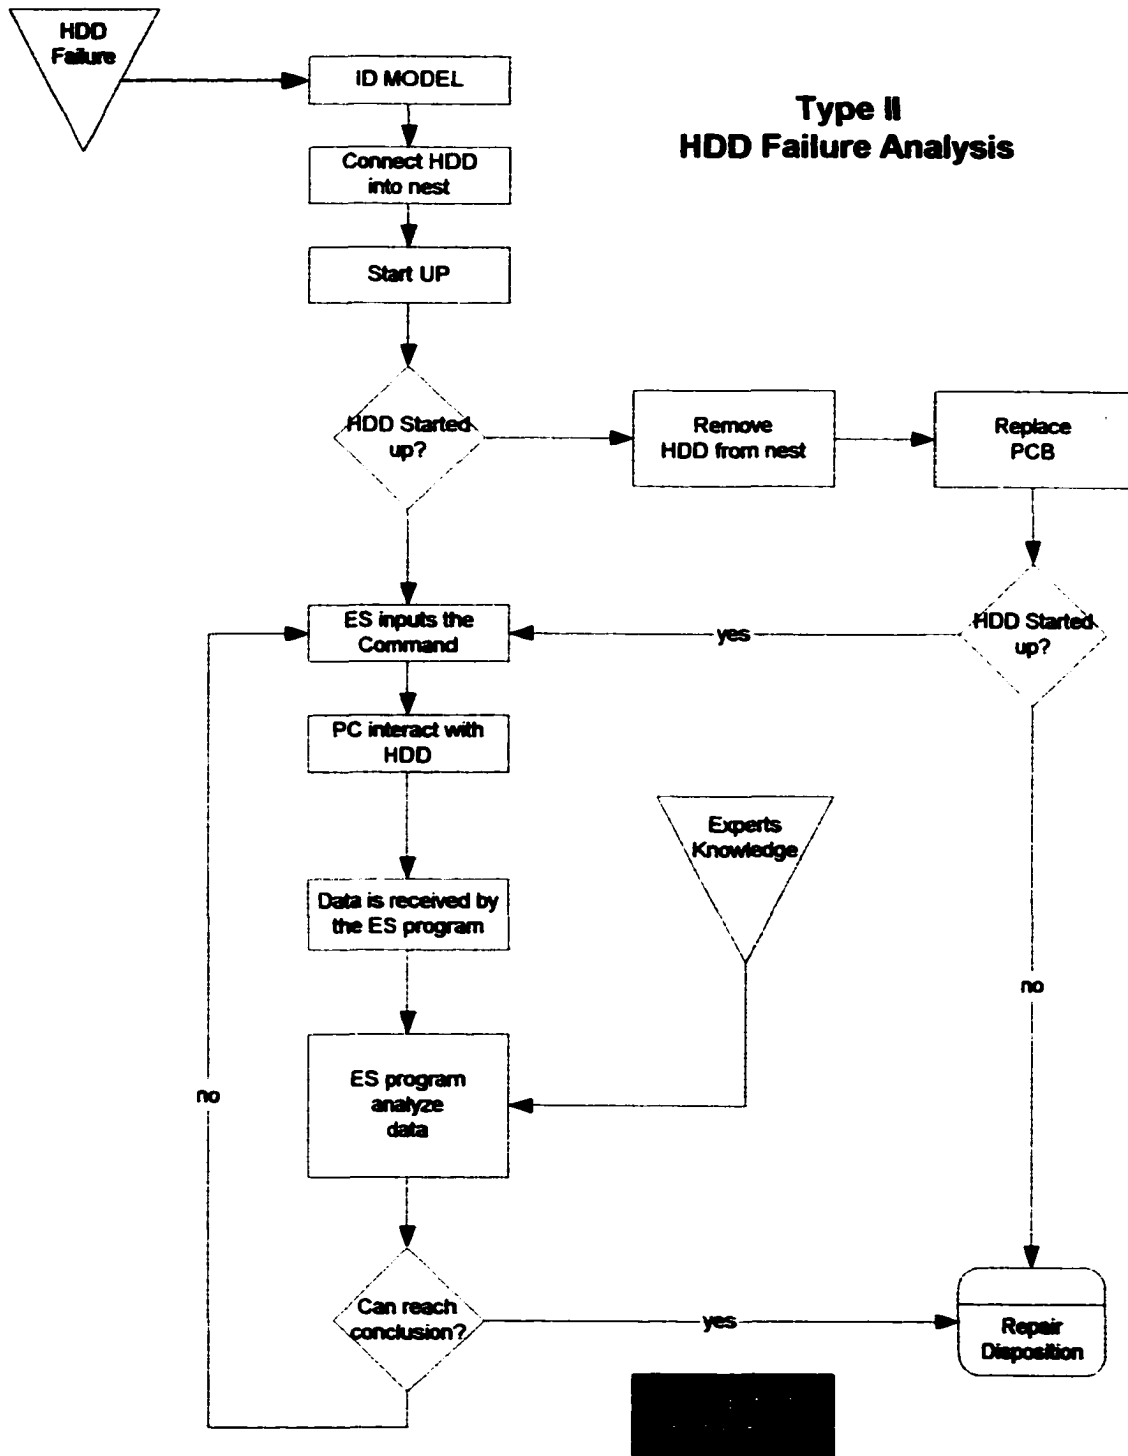 HDD
Failure
ID MODEL
Type II
HDD Failure Analysis
Connect HDD
into nest
Start UP
HDD Started
up?
Remove
HDD from nest
Replace
PCB
ES inputs the
Command
yes
HDD Started
up?
PC interact with
HDD
Experts
Knowledge
Data is received by
the ES program
no
ES program
analyze
data
no
Can reach
conclusion?
yes
Repair
Disposition